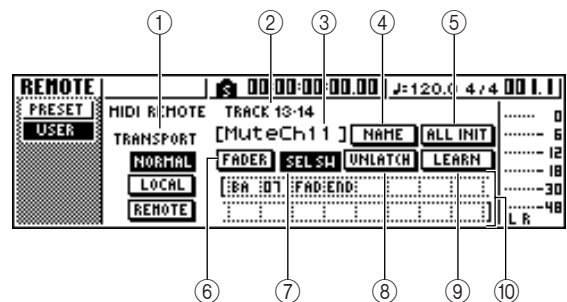 ① ② ③ ④ ⑤
REMOTE S 00:00:00:00.00 ♩=120.0 4/4 001.1
PRESET MIDI REMOTE TRACK 13-14
USER TRANSPORT [MuteCh11 ] NAME ALL INIT
NORMAL FADER SEL SW UNLATCH LEARN
LOCAL [BA 07 FAD END
REMOTE ]
0
6
12
18
30
48
L R
⑥ ⑦ ⑧ ⑨ ⑩